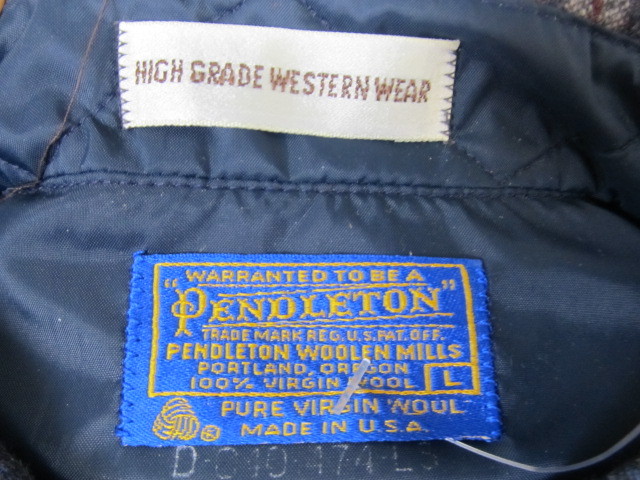 HIGH GRADE WESTERN WEAR
WARRANTED TO BE A
"PENDLETON"
TRADE MARK REG. U.S. PAT. OFF.
PENDLETON WOOLEN MILLS
PORTLAND, OREGON
100% VIRGIN WOOL L
PURE VIRGIN WOOL
MADE IN U.S.A.